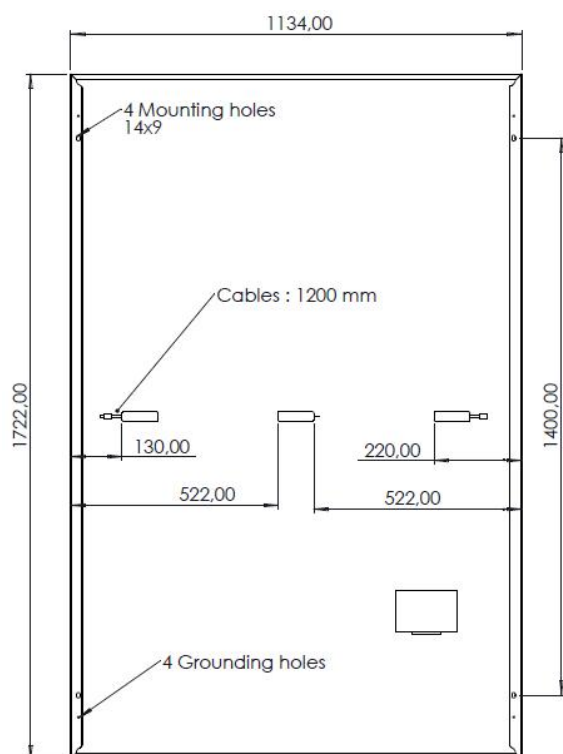 1134,00
4 Mounting holes
14x9
Cables : 1200 mm
1722,00
1400,00
130,00
220,00
522,00
522,00
4 Grounding holes